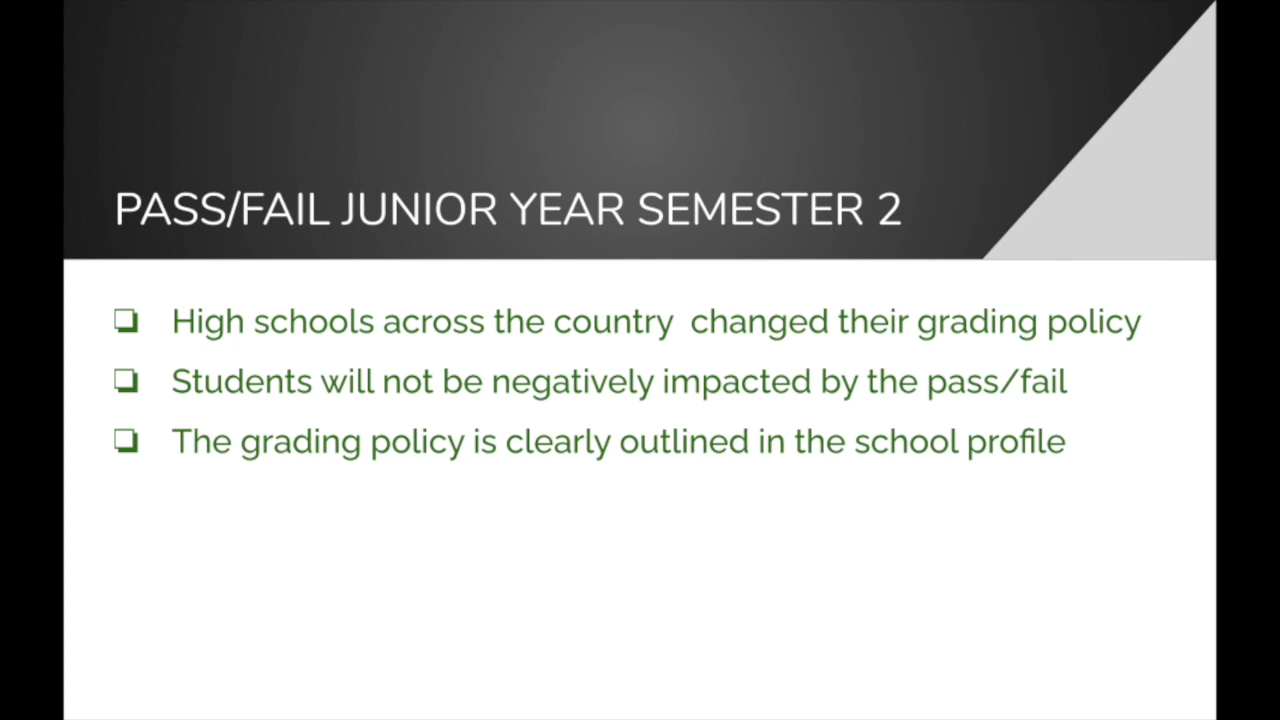 PASS/FAIL JUNIOR YEAR SEMESTER 2
High schools across the country  changed their grading policy
Students will not be negatively impacted by the pass/fail
The grading policy is clearly outlined in the school profile